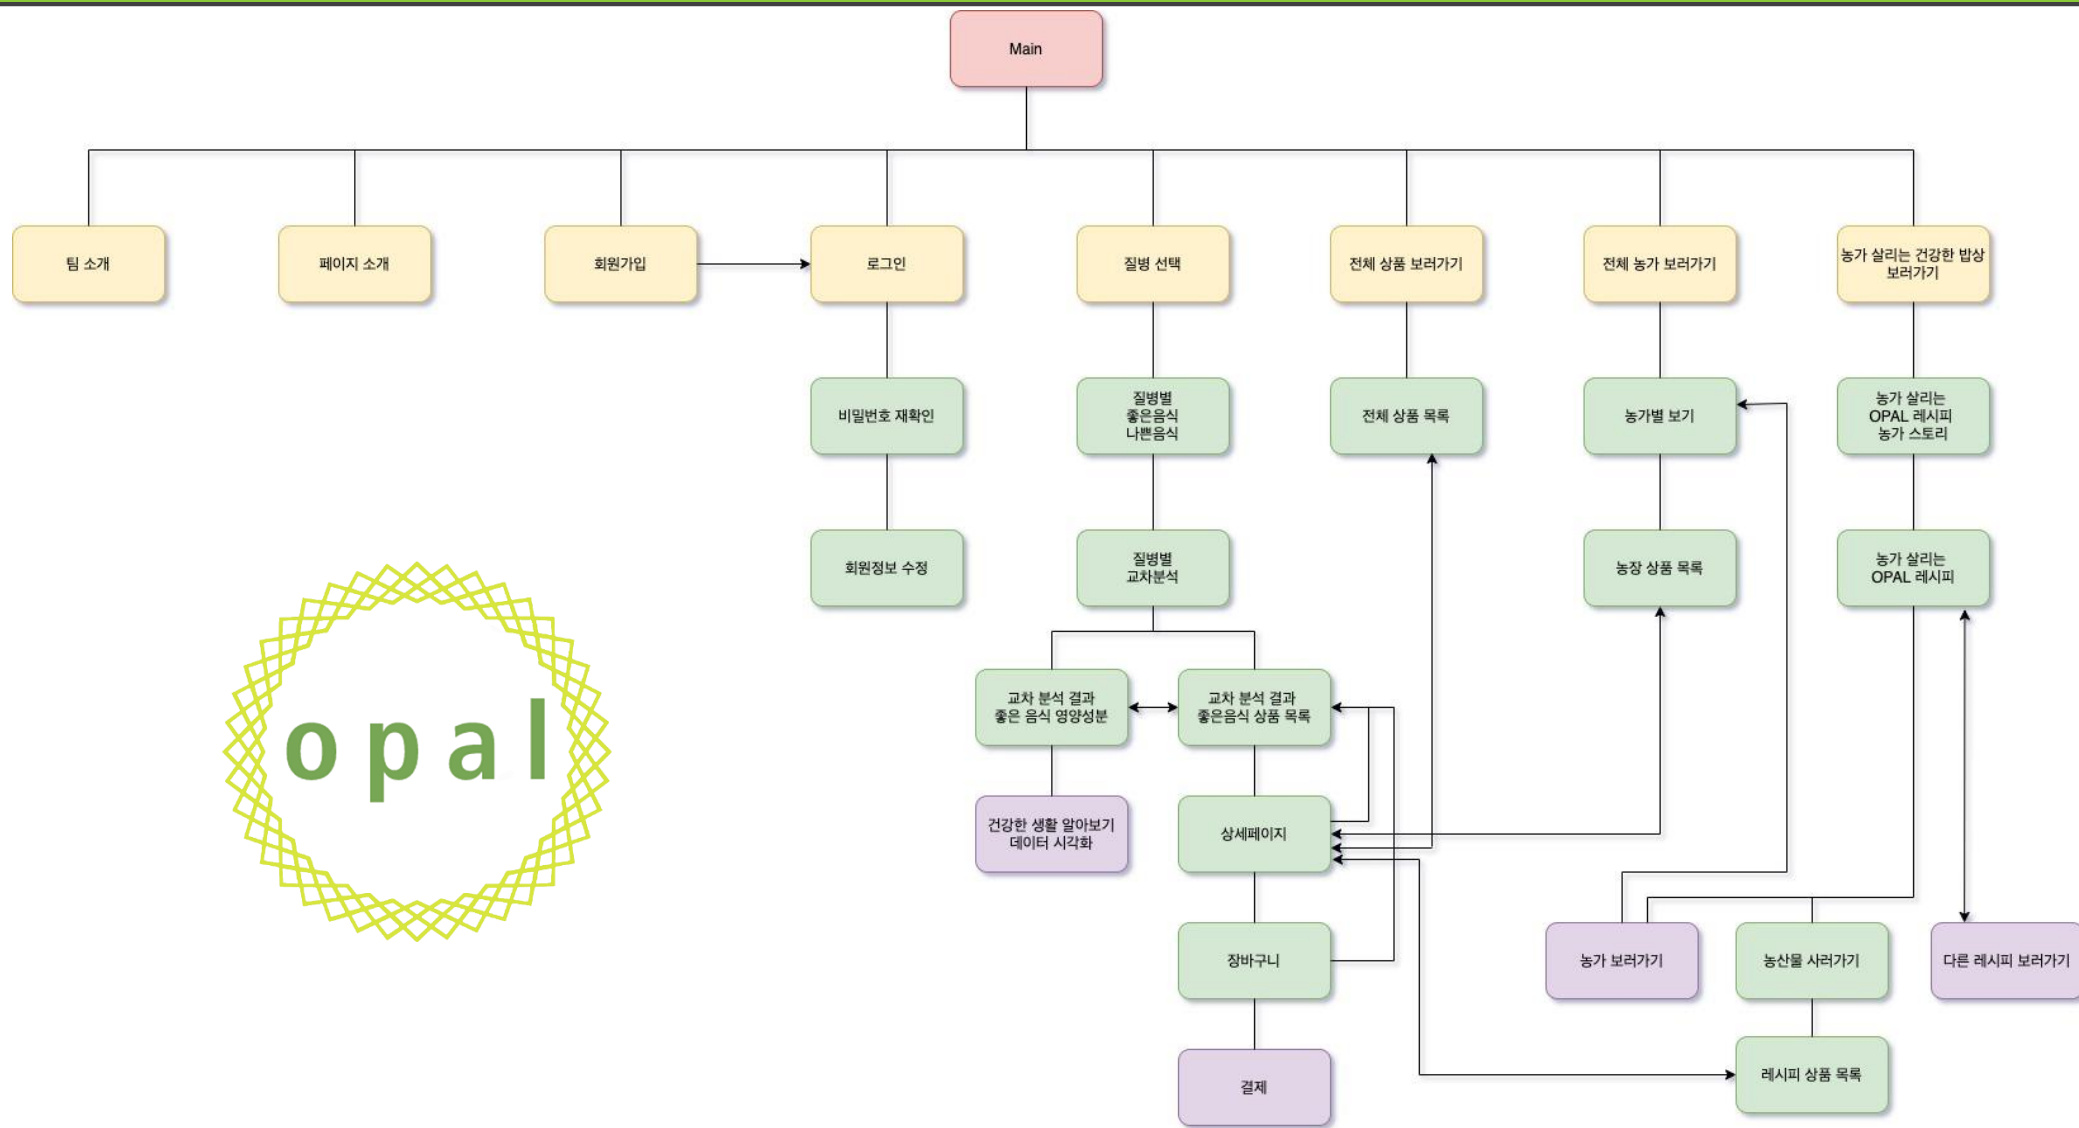 Main
팀 소개
페이지 소개
회원가입
로그인
질병 선택
전체 상품 보러가기
전체 농가 보러가기
농가 살리는 건강한 밥상
보러가기
비밀번호 재확인
질병별
좋은음식
나쁜음식
전체 상품 목록
농가별 보기
농가 살리는
OPAL 레시피
농가 스토리
회원정보 수정
질병별
교차분석
농장 상품 목록
농가 살리는
OPAL 레시피
교차 분석 결과
좋은 음식 영양성분
교차 분석 결과
좋은음식 상품 목록
opal
건강한 생활 알아보기
데이터 시각화
상세페이지
장바구니
농가 보러가기
농산물 사러가기
다른 레시피 보러가기
결제
레시피 상품 목록